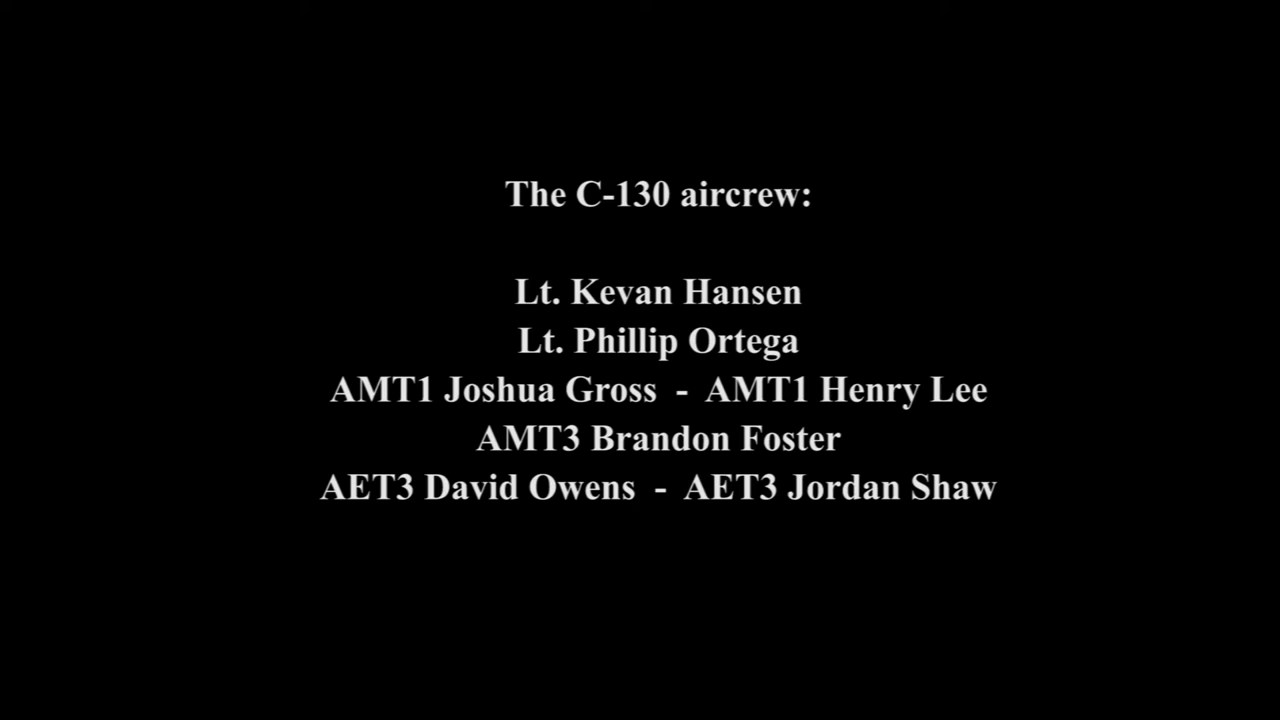 The C-130 aircrew:
Lt. Kevan Hansen
Lt. Phillip Ortega
AMT1 Joshua Gross - AMT1 Henry Lee
AMT3 Brandon Foster
AET3 David Owens - AET3 Jordan Shaw